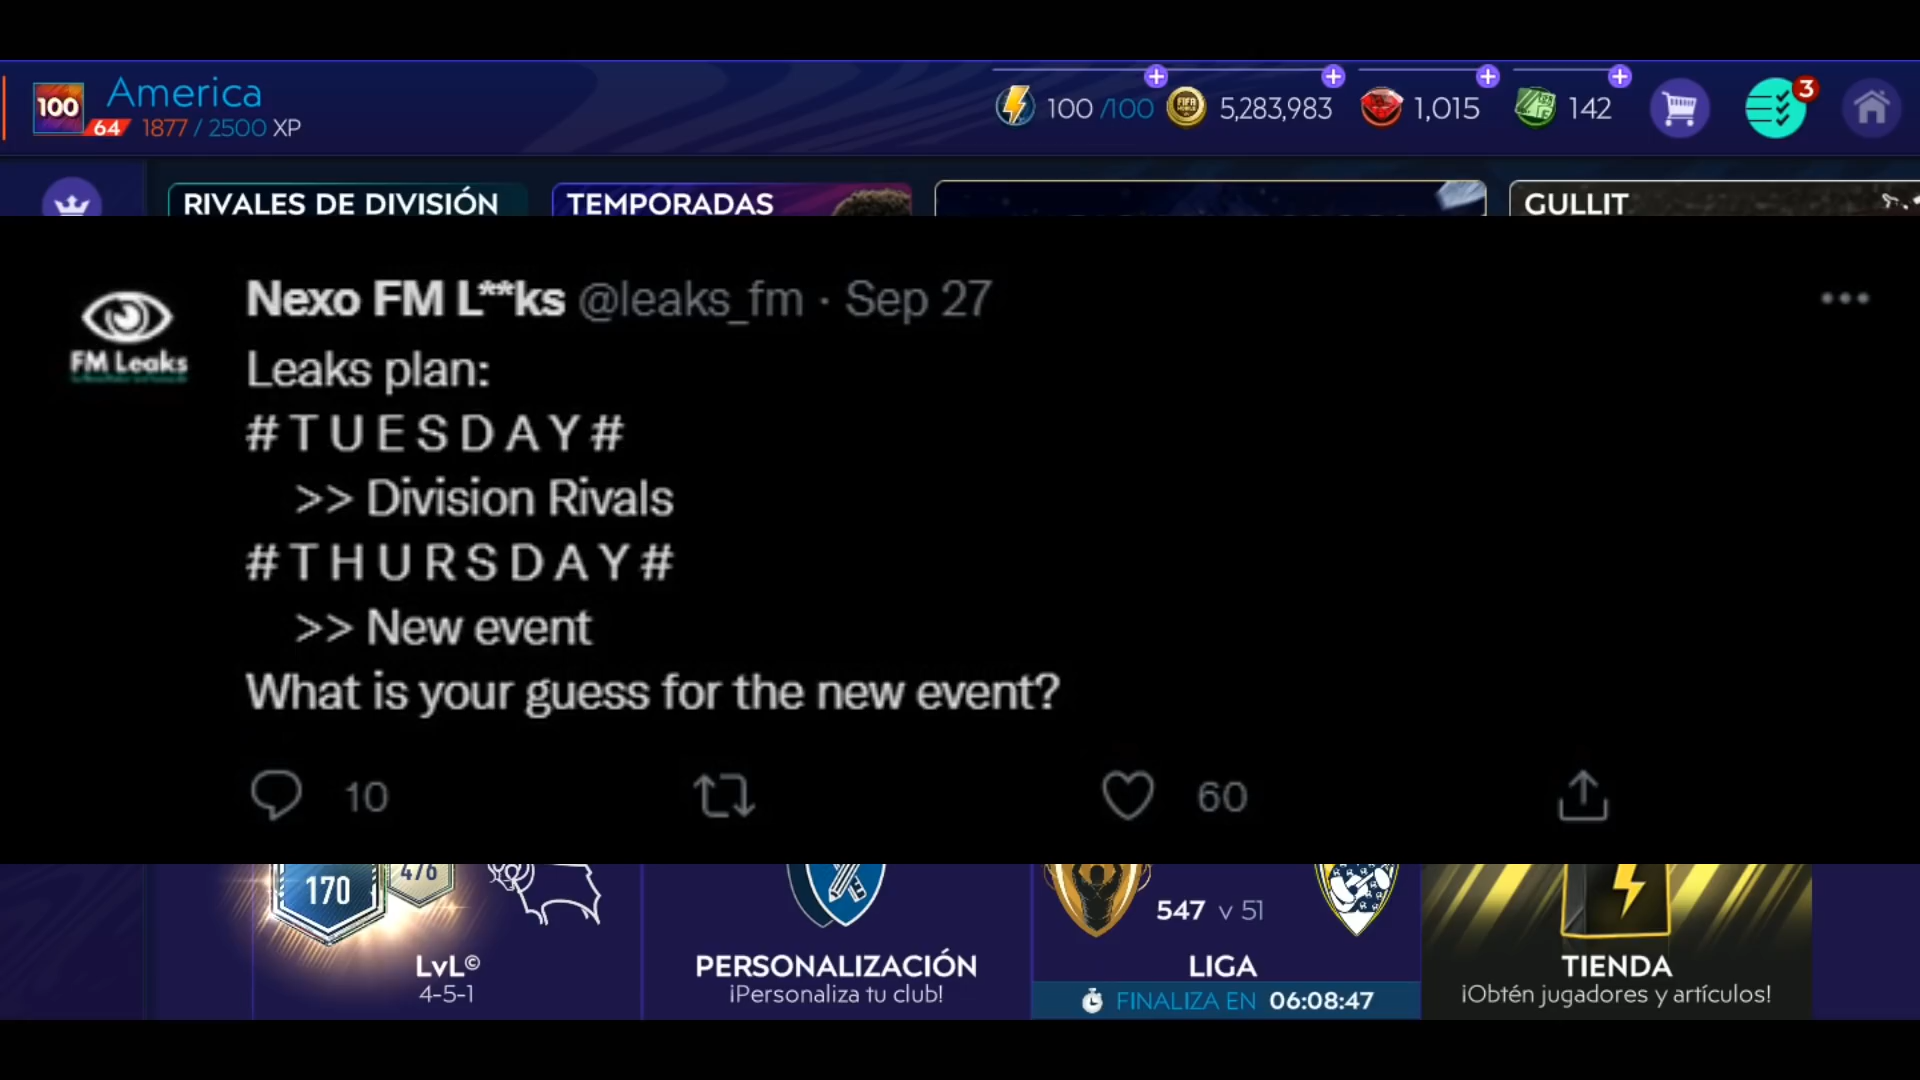 100
America
64
1877 / 2500 XP
100 /100
FIFA MOBILE
5,283,983
1,015
142
3
RIVALES DE DIVISIÓN
TEMPORADAS
GULLIT
FM Leaks
Nexo FM L**ks @leaks_fm · Sep 27
Leaks plan:
#TUESDAY#
>> Division Rivals
#THURSDAY#
>> New event
What is your guess for the new event?
10
60
170
476
LvL©
4-5-1
PERSONALIZACIÓN
¡Personaliza tu club!
547 v 51
LIGA
FINALIZA EN 06:08:47
TIENDA
¡Obtén jugadores y artículos!